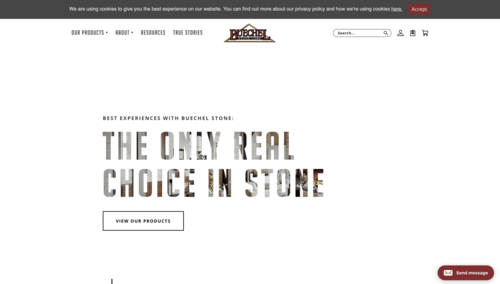 We are using cookies to give you the best experience on our website. You can find out more about our privacy policy and how we're using cookies here.
Accept
OUR PRODUCTS
ABOUT
RESOURCES
TRUE STORIES
BUECHEL
Search...
BEST EXPERIENCES WITH BUECHEL STONE:
THE ONLY REAL
CHOICE IN STONE
VIEW OUR PRODUCTS
Send message